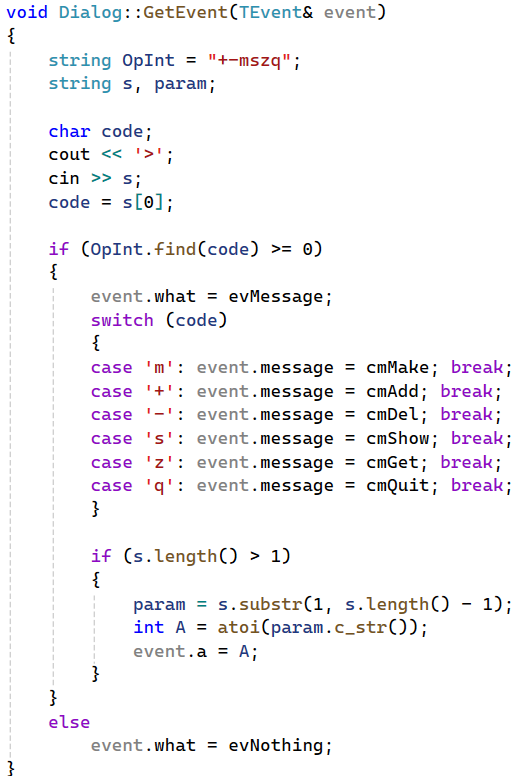 void Dialog::GetEvent(TEvent& event)
{
    string OpInt = "+-mszq";
    string s, param;

    char code;
    cout << '>';
    cin >> s;
    code = s[0];

    if (OpInt.find(code) >= 0)
    {
        event.what = evMessage;
        switch (code)
        {
        case 'm': event.message = cmMake; break;
        case '+': event.message = cmAdd; break;
        case '-': event.message = cmDel; break;
        case 's': event.message = cmShow; break;
        case 'z': event.message = cmGet; break;
        case 'q': event.message = cmQuit; break;
        }

        if (s.length() > 1)
        {
            param = s.substr(1, s.length() - 1);
            int A = atoi(param.c_str());
            event.a = A;
        }
    }
    else
        event.what = evNothing;
}